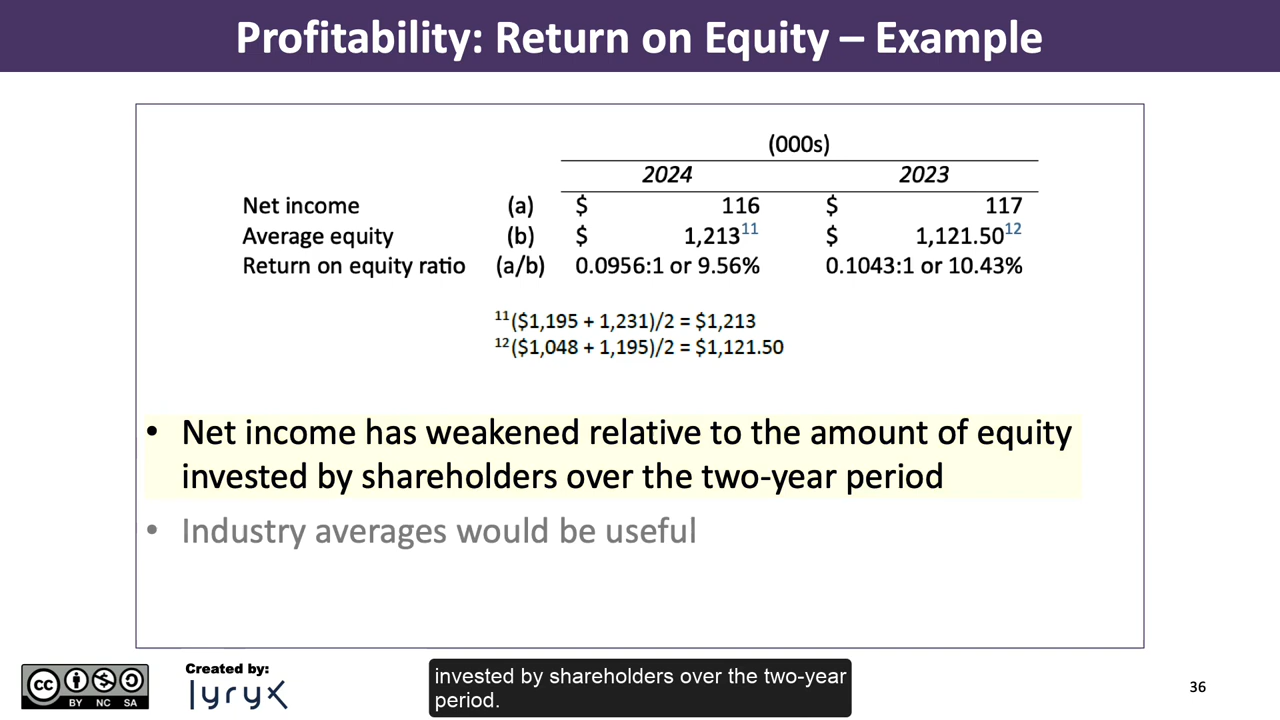 Profitability: Return on Equity – Example
(000s)
2024 2023
Net income (a) $ 116 $ 117
Average equity (b) $ 1,213¹¹ $ 1,121.50¹²
Return on equity ratio (a/b) 0.0956:1 or 9.56% 0.1043:1 or 10.43%
¹¹($1,195 + 1,231)/2 = $1,213
¹²($1,048 + 1,195)/2 = $1,121.50
• Net income has weakened relative to the amount of equity
invested by shareholders over the two-year period
• Industry averages would be useful
cc BY NC SA
Created by:
lyryx
invested by shareholders over the two-year
period.
36